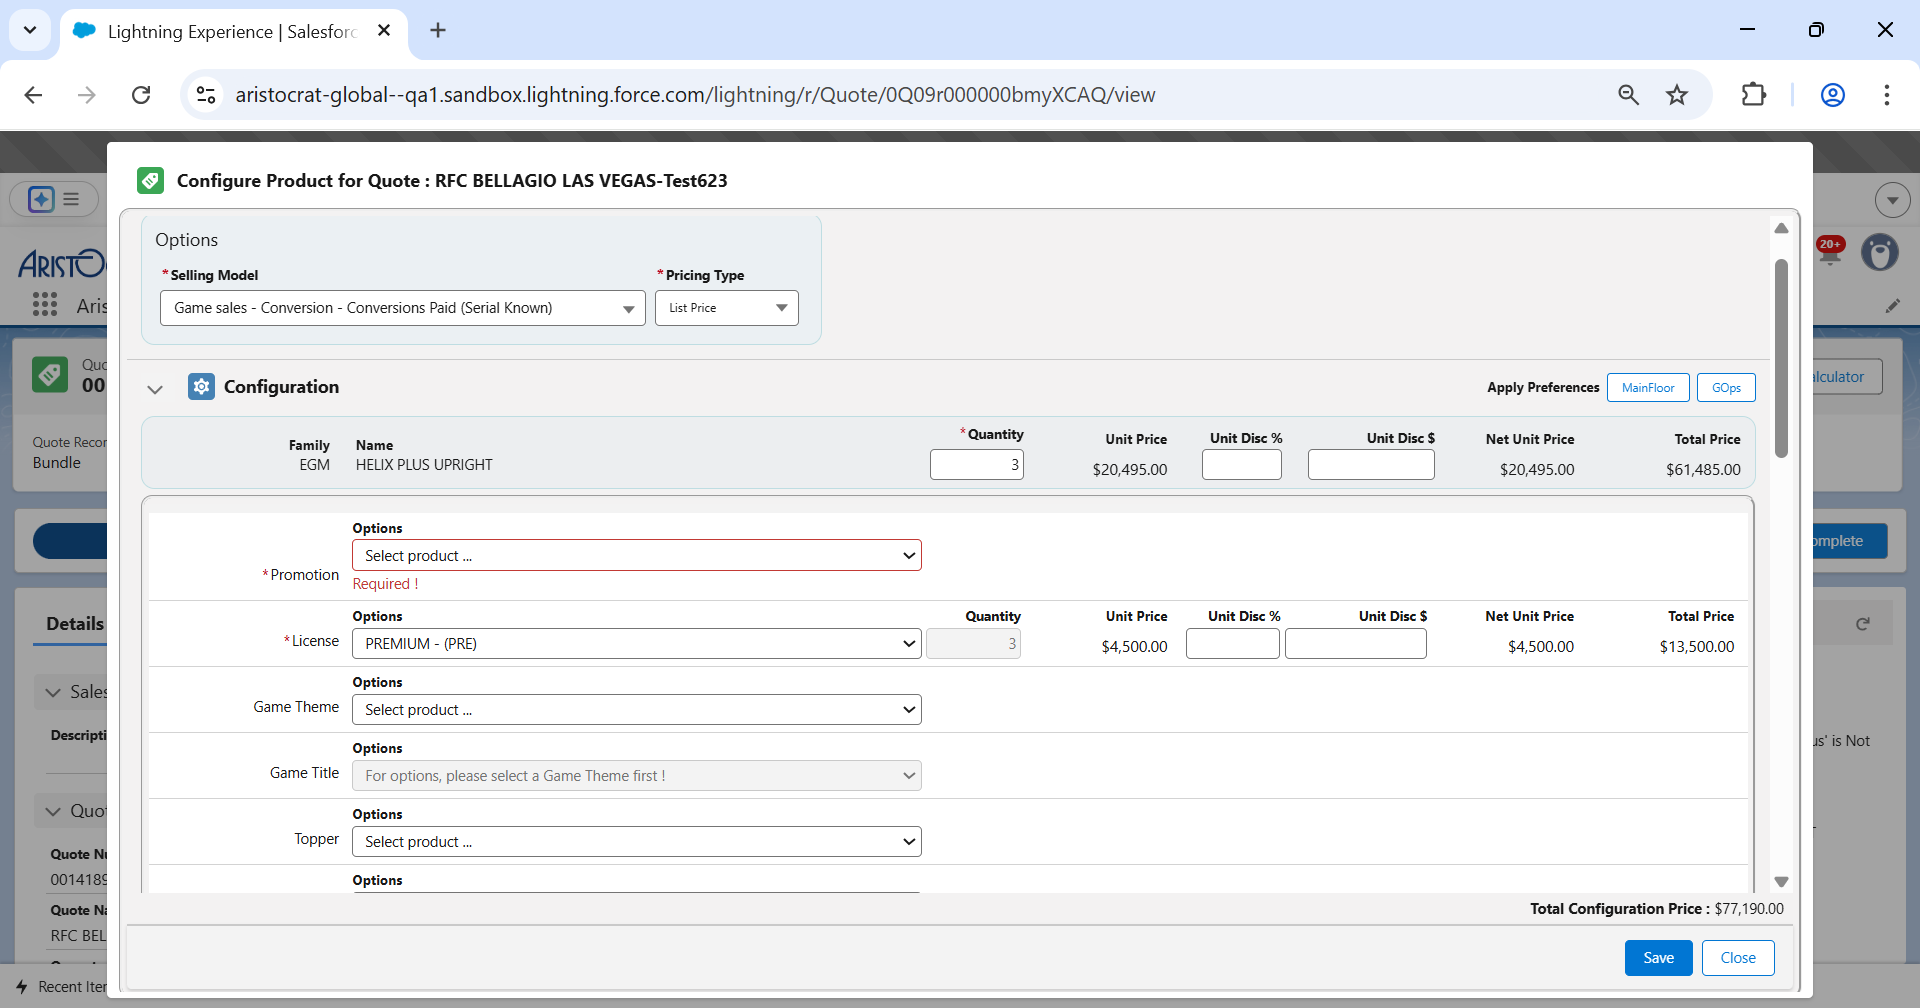 Lightning Experience | Salesforc
aristocrat-global--qa1.sandbox.lightning.force.com/lightning/r/Quote/0Q09r000000bmyXCAQ/view
Configure Product for Quote : RFC BELLAGIO LAS VEGAS-Test623
Options
*Selling Model *Pricing Type
Game sales - Conversion - Conversions Paid (Serial Known) List Price
Configuration Apply Preferences MainFloor GOps
Family Name *Quantity Unit Price Unit Disc % Unit Disc $ Net Unit Price Total Price
EGM HELIX PLUS UPRIGHT 3 $20,495.00 $20,495.00 $61,485.00
Options
Select product ...
*Promotion
Required !
Options Quantity Unit Price Unit Disc % Unit Disc $ Net Unit Price Total Price
*License PREMIUM - (PRE) 3 $4,500.00 $4,500.00 $13,500.00
Options
Game Theme Select product ...
Options
Game Title For options, please select a Game Theme first !
Options
Topper Select product ...
Options
Total Configuration Price : $77,190.00
Save Close
ARISTO
Aris
20+
Quo
00
alculator
Quote Recor
Bundle
omplete
Details
Sales
Descripti
us' is Not
Quot
Quote Nu
0014189
Quote Na
RFC BEL
Recent Iter